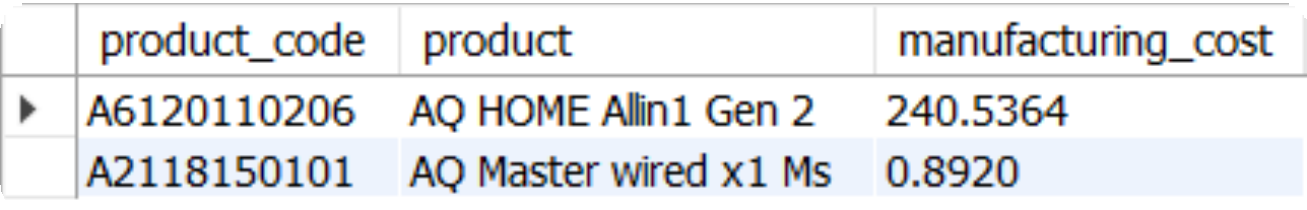 product_code product manufacturing_cost
A6120110206 AQ HOME Allin1 Gen 2 240.5364
A2118150101 AQ Master wired x1 Ms 0.8920